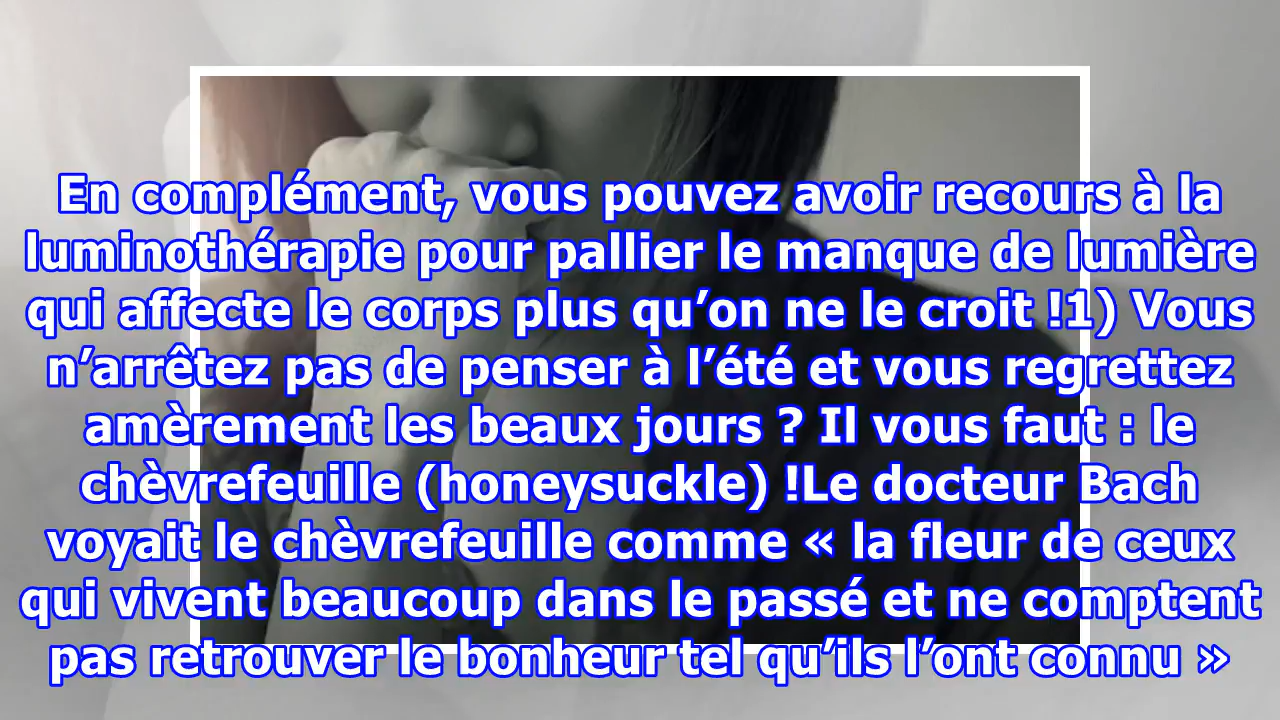 En complément, vous pouvez avoir recours à la
luminothérapie pour pallier le manque de lumière
qui affecte le corps plus qu’on ne le croit !1) Vous
n’arrêtez pas de penser à l’été et vous regrettez
amèrement les beaux jours ? Il vous faut : le
chèvrefeuille (honeysuckle) !Le docteur Bach
voyait le chèvrefeuille comme « la fleur de ceux
qui vivent beaucoup dans le passé et ne comptent
pas retrouver le bonheur tel qu’ils l’ont connu »